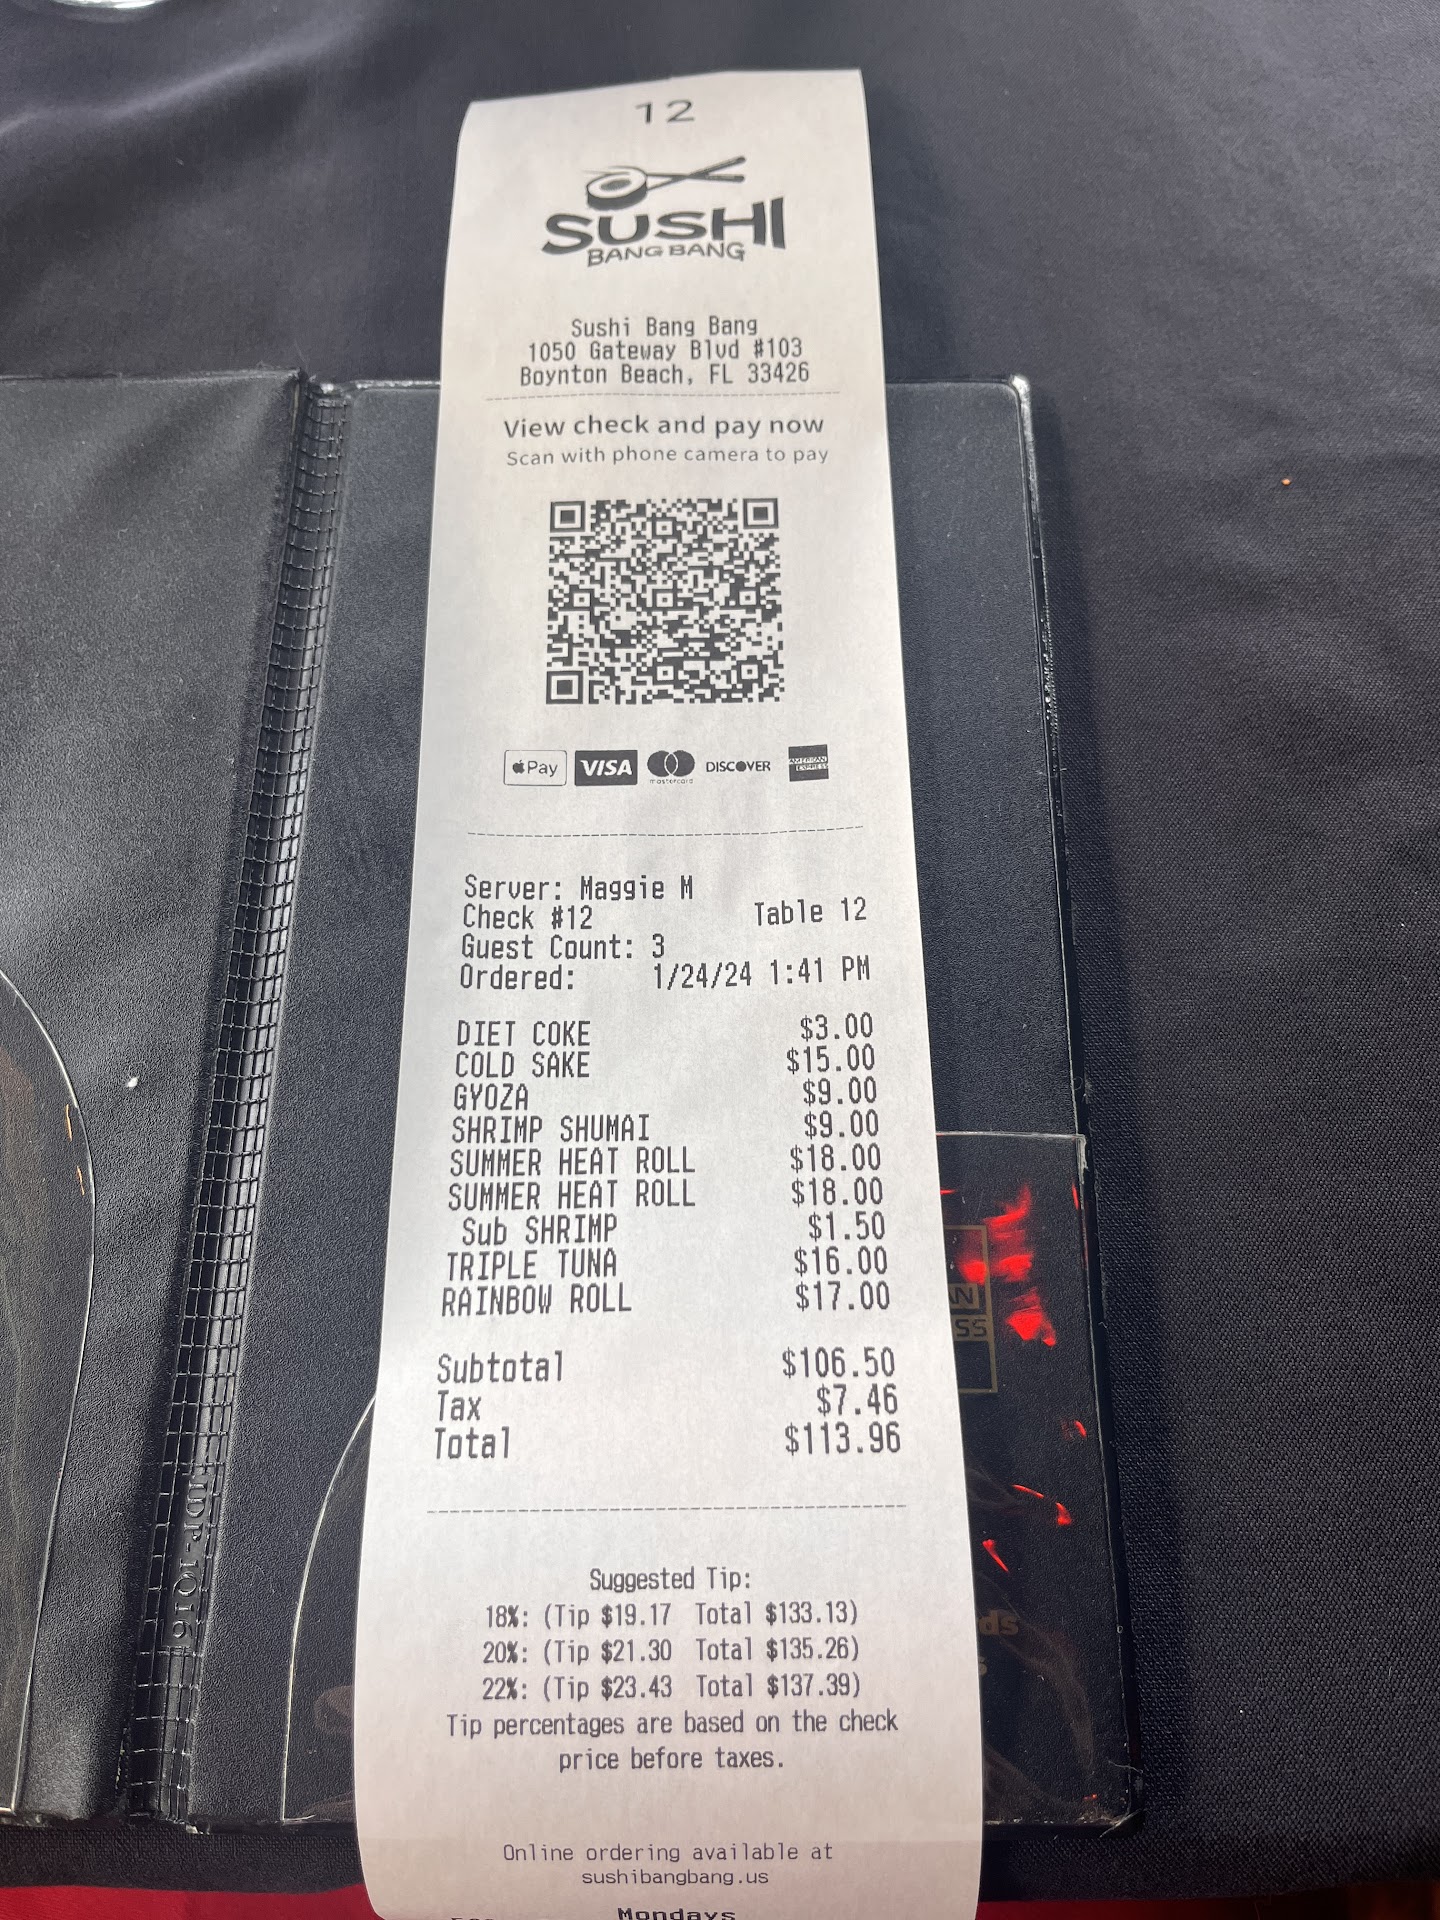 12
SUSHI
BANG BANG
Sushi Bang Bang
1050 Gateway Blvd #103
Boynton Beach, FL 33426
View check and pay now
Scan with phone camera to pay
Pay VISA mastercard DISCOVER AMERICAN EXPRESS
Server: Maggie M
Check #12 Table 12
Guest Count: 3
Ordered: 1/24/24 1:41 PM
DIET COKE $3.00
COLD SAKE $15.00
GYOZA $9.00
SHRIMP SHUMAI $9.00
SUMMER HEAT ROLL $18.00
SUMMER HEAT ROLL $18.00
Sub SHRIMP $1.50
TRIPLE TUNA $16.00
RAINBOW ROLL $17.00
Subtotal $106.50
Tax $7.46
Total $113.96
Suggested Tip:
18%: (Tip $19.17 Total $133.13)
20%: (Tip $21.30 Total $135.26)
22%: (Tip $23.43 Total $137.39)
Tip percentages are based on the check
price before taxes.
Online ordering available at
sushibangbang.us
Mondays
JDF-1Q16
AN
SS
ds